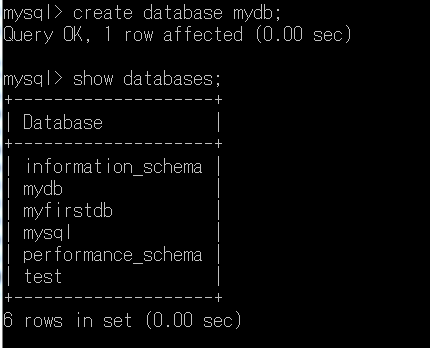 mysql> create database mydb;
Query OK, 1 row affected (0.00 sec)

mysql> show databases;
+--------------------+
| Database           |
+--------------------+
| information_schema |
| mydb               |
| myfirstdb          |
| mysql              |
| performance_schema |
| test               |
+--------------------+
6 rows in set (0.00 sec)